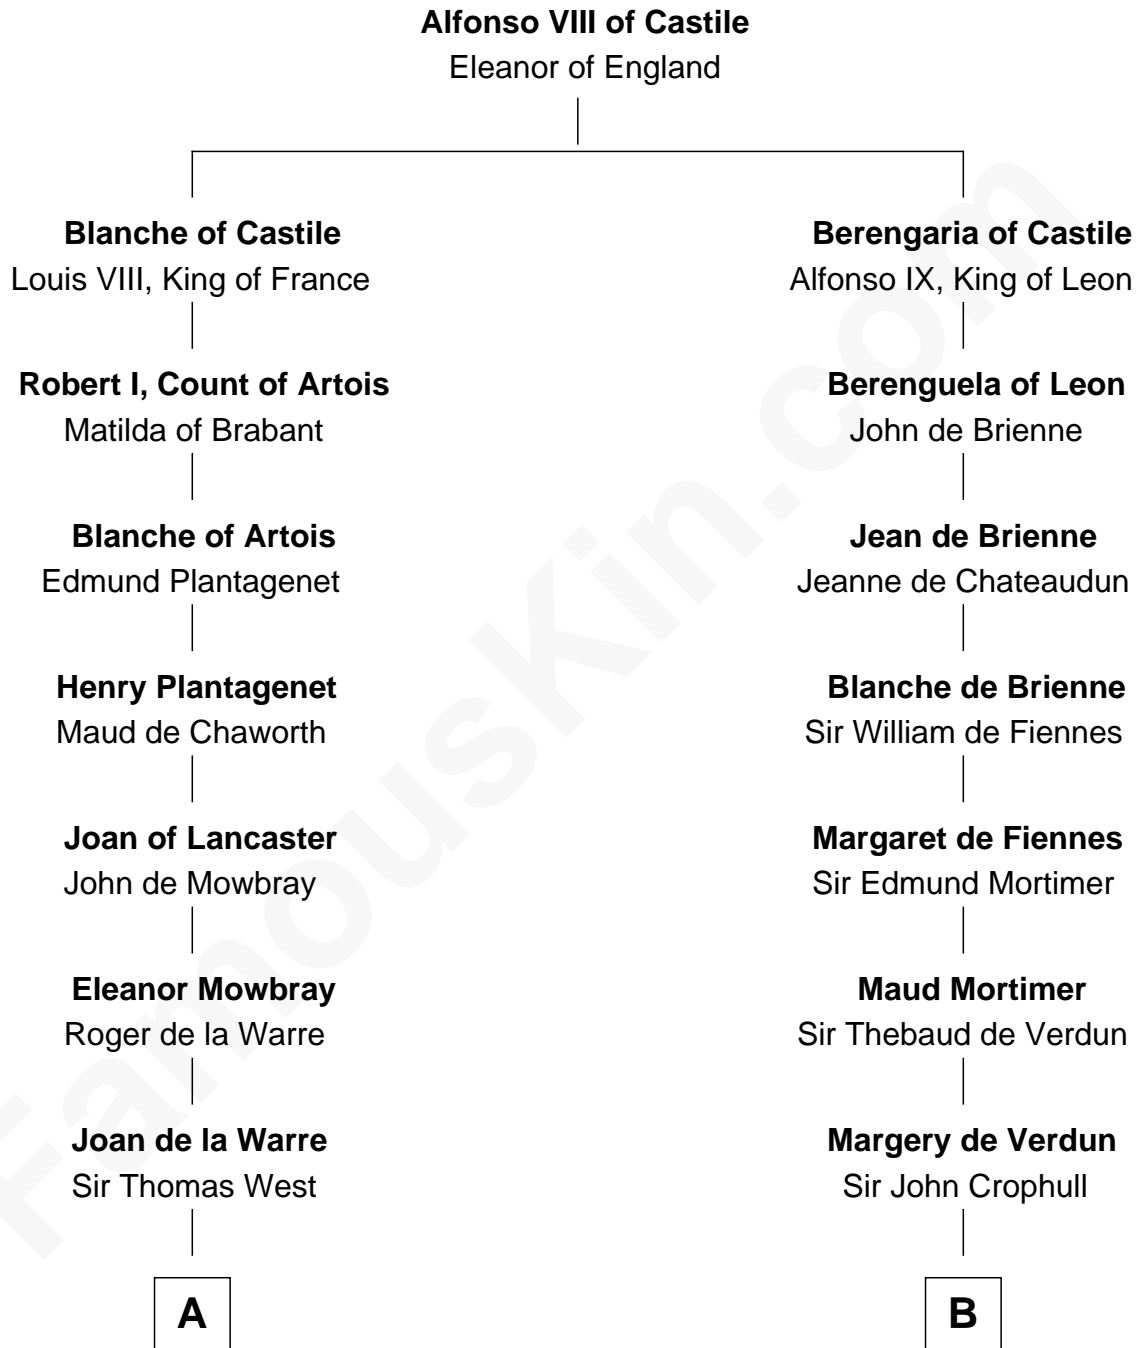 Alfonso VIII of Castile
Eleanor of England
Blanche of Castile
Louis VIII, King of France
Robert I, Count of Artois
Matilda of Brabant
Blanche of Artois
Edmund Plantagenet
Henry Plantagenet
Maud de Chaworth
Joan of Lancaster
John de Mowbray
Eleanor Mowbray
Roger de la Warre
Joan de la Warre
Sir Thomas West
A
Berengaria of Castile
Alfonso IX, King of Leon
Berenguela of Leon
John de Brienne
Jean de Brienne
Jeanne de Chateaudun
Blanche de Brienne
Sir William de Fiennes
Margaret de Fiennes
Sir Edmund Mortimer
Maud Mortimer
Sir Thebaud de Verdun
Margery de Verdun
Sir John Crophull
B
FamousKin.com